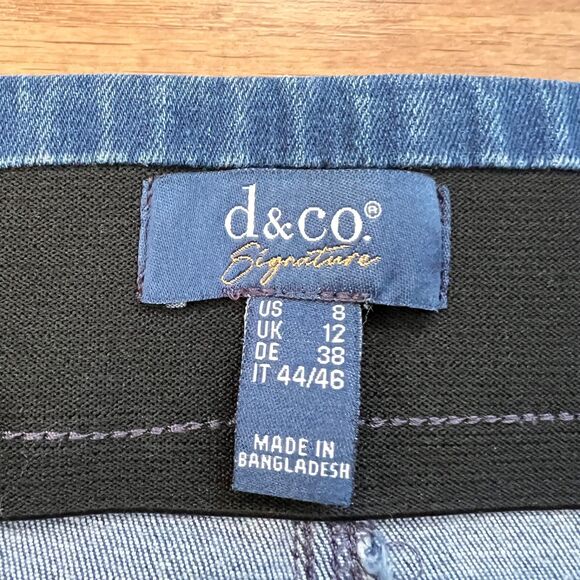 d&co.®
Signature
US 8
UK 12
DE 38
IT 44/46
MADE IN
BANGLADESH